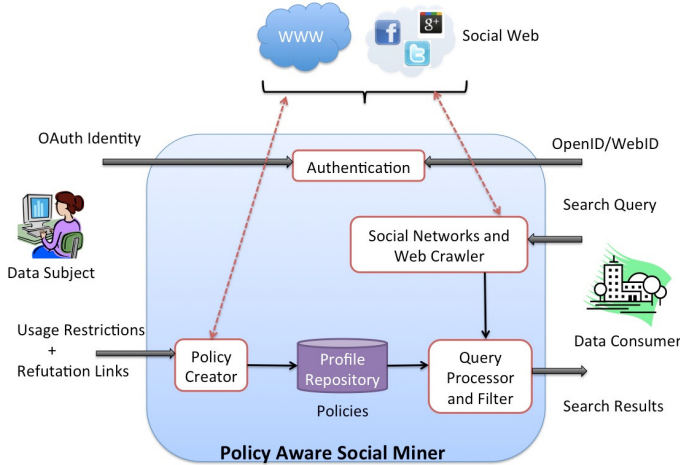 WWW
f
g+
t
Social Web
OAuth Identity
OpenID/WebID
Authentication
Search Query
Social Networks and
Web Crawler
Data Subject
Data Consumer
Usage Restrictions
+
Refutation Links
Policy
Creator
Profile
Repository
Query
Processor
and Filter
Policies
Search Results
Policy Aware Social Miner